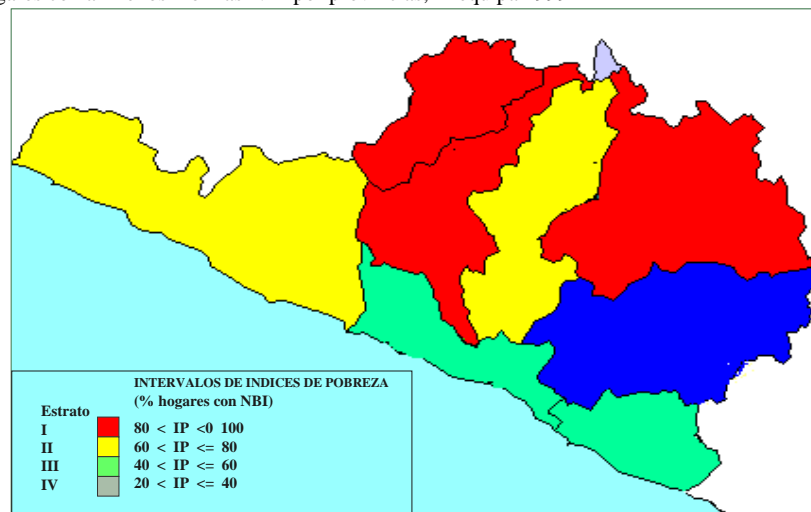 INTERVALOS DE INDICES DE POBREZA
(% hogares con NBI)
Estrato
I 80 < IP <0 100
II 60 < IP <= 80
III 40 < IP <= 60
IV 20 < IP <= 40